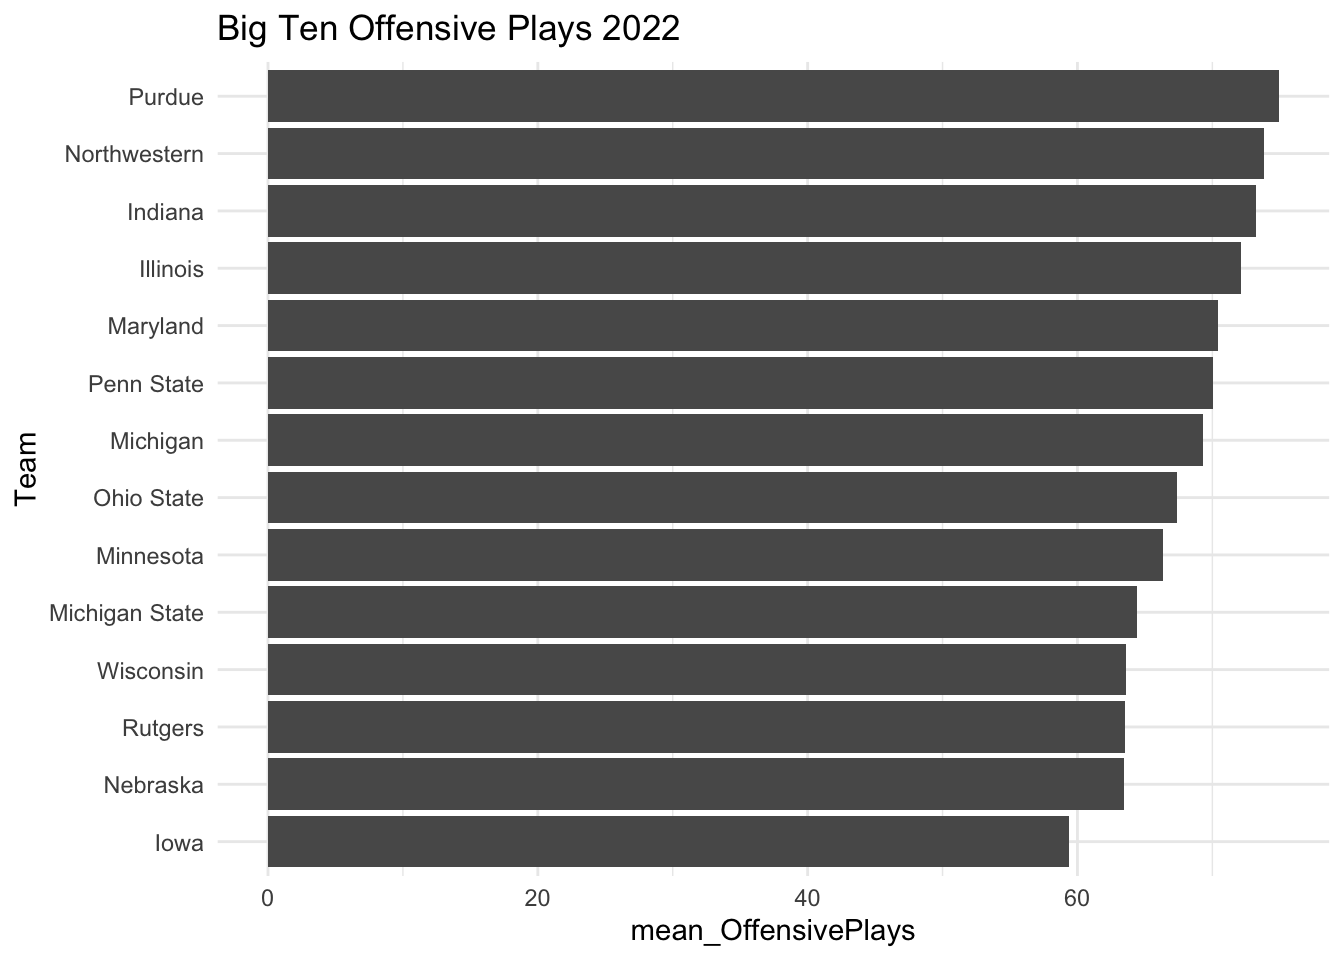 Big Ten Offensive Plays 2022
Team
Purdue
Northwestern
Indiana
Illinois
Maryland
Penn State
Michigan
Ohio State
Minnesota
Michigan State
Wisconsin
Rutgers
Nebraska
Iowa
0 20 40 60
mean_OffensivePlays